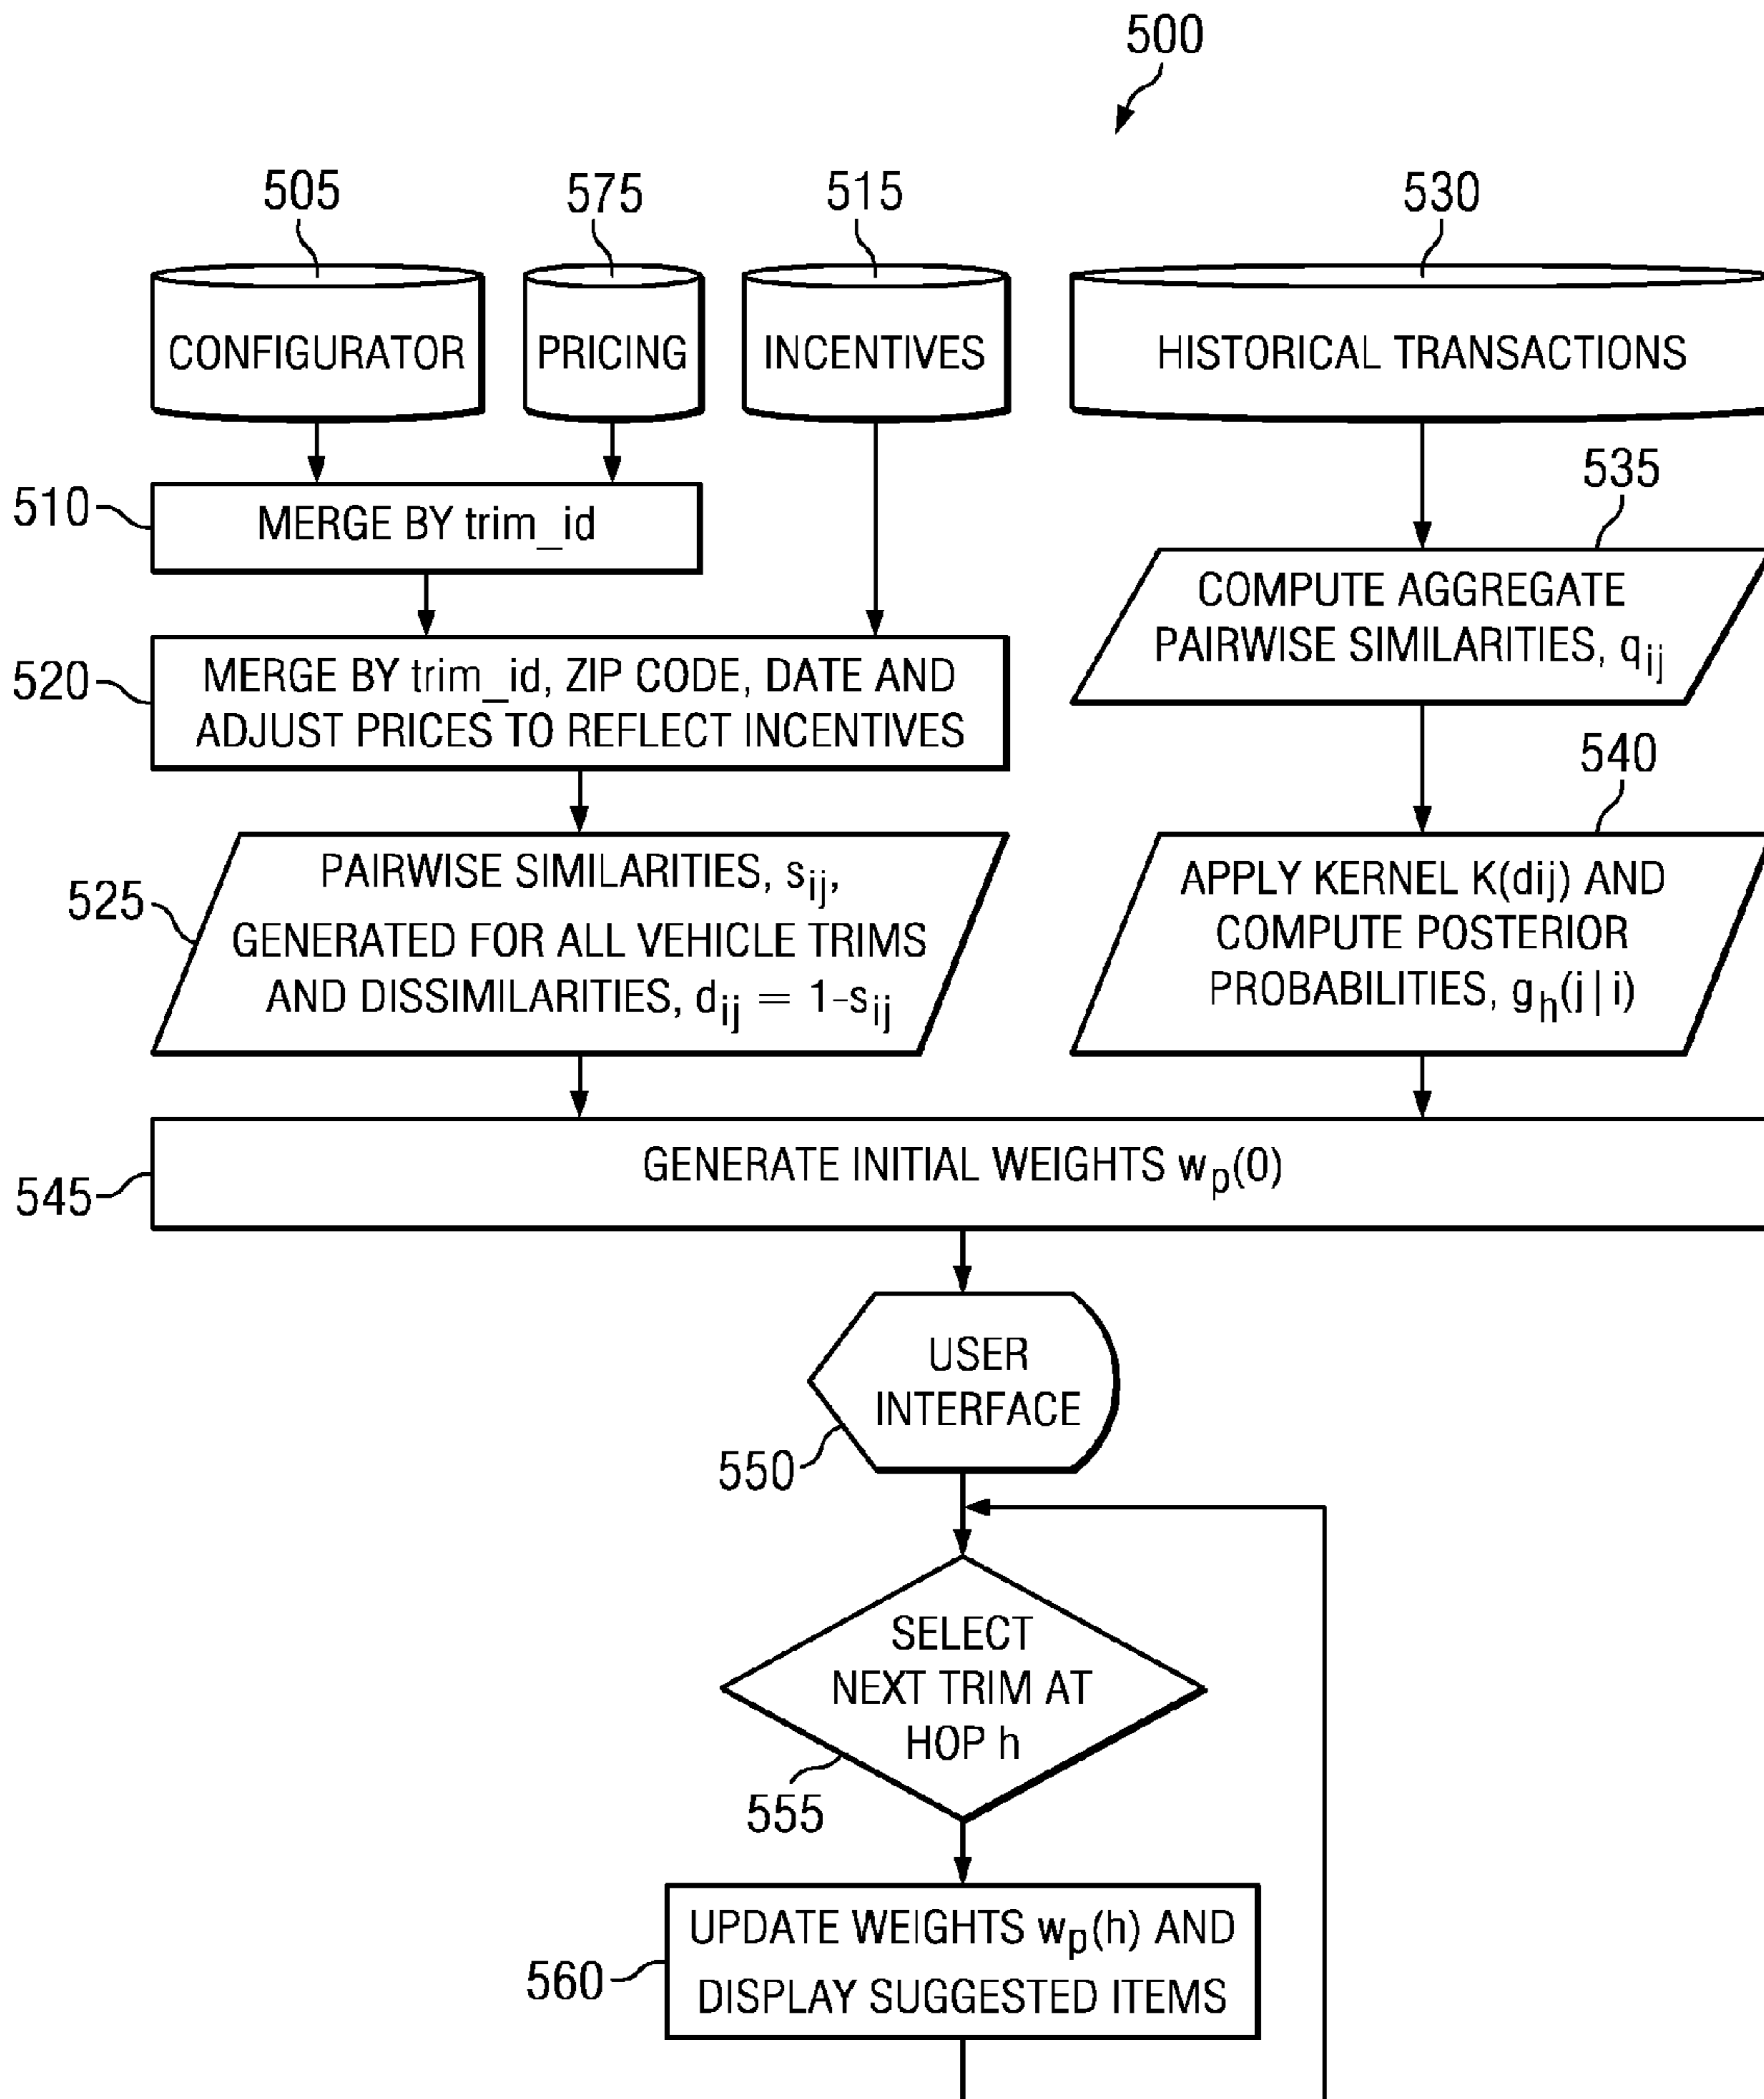 500
505
575
515
530
CONFIGURATOR
PRICING
INCENTIVES
HISTORICAL TRANSACTIONS
510
MERGE BY trim_id
535
COMPUTE AGGREGATE
PAIRWISE SIMILARITIES, qij
520
MERGE BY trim_id, ZIP CODE, DATE AND
ADJUST PRICES TO REFLECT INCENTIVES
540
525
PAIRWISE SIMILARITIES, sij,
GENERATED FOR ALL VEHICLE TRIMS
AND DISSIMILARITIES, dij = 1-sij
APPLY KERNEL K(dij) AND
COMPUTE POSTERIOR
PROBABILITIES, gh(j|i)
545
GENERATE INITIAL WEIGHTS wp(0)
USER
INTERFACE
550
SELECT
NEXT TRIM AT
HOP h
555
560
UPDATE WEIGHTS wp(h) AND
DISPLAY SUGGESTED ITEMS